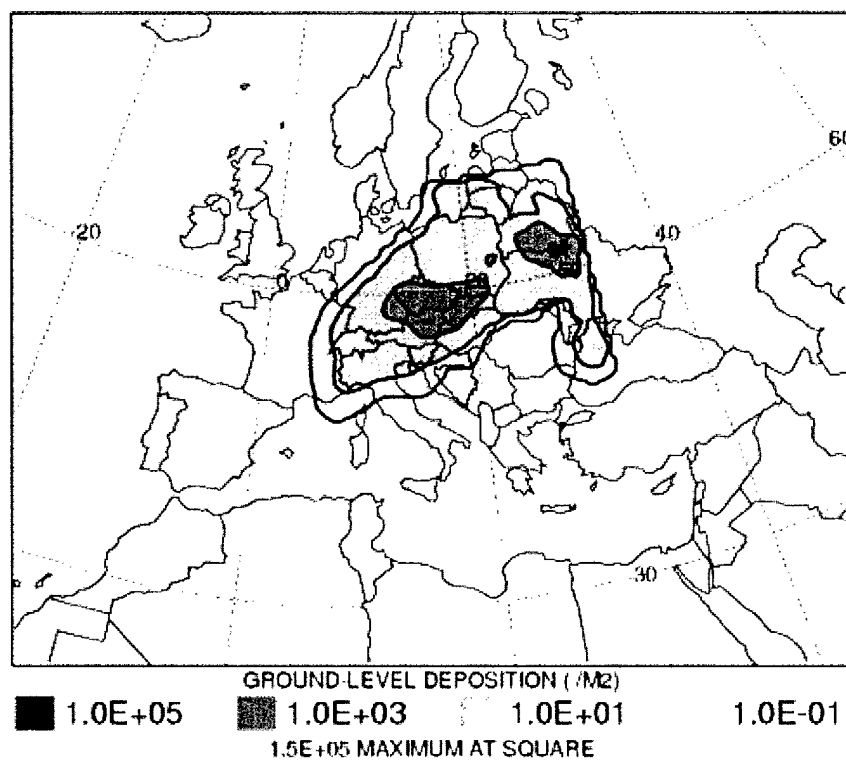 60
20
40
30
GROUND-LEVEL DEPOSITION ( /M2)
1.0E+05 1.0E+03 1.0E+01 1.0E-01
1.5E+05 MAXIMUM AT SQUARE